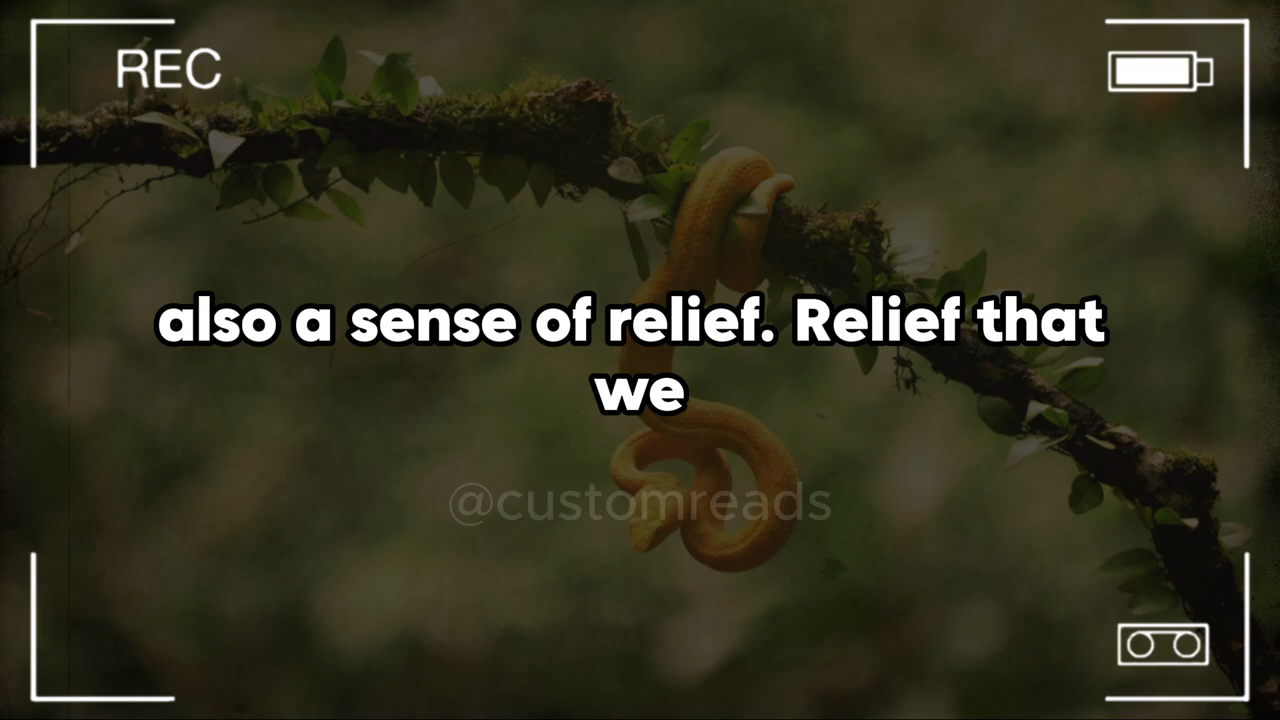 REC
also a sense of relief. Relief that
we
@customreads